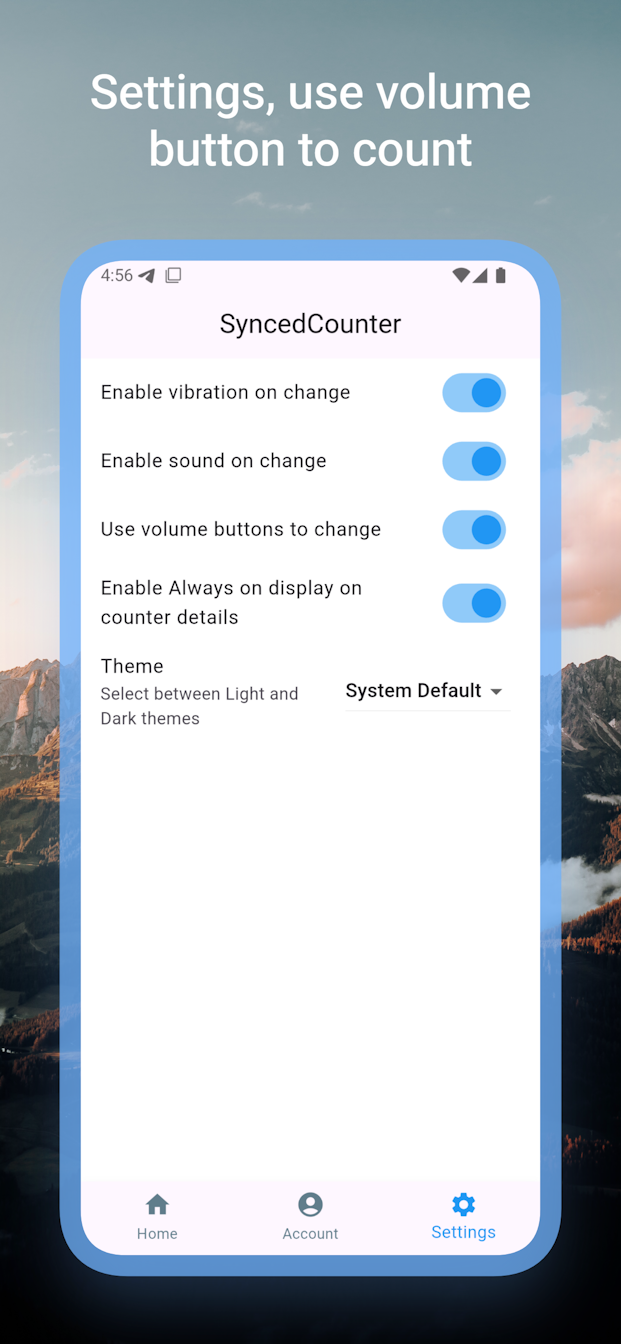 Settings, use volume
button to count
4:56
SyncedCounter
Enable vibration on change
Enable sound on change
Use volume buttons to change
Enable Always on display on
counter details
Theme
Select between Light and
Dark themes
System Default
Home
Account
Settings